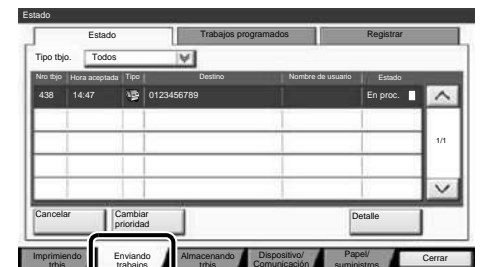 Estado
Estado Trabajos programados Registrar
Tipo tbjo. Todos
Nro tbjo Hora aceptada Tipo Destino Nombre de usuario Estado
438 14:47 0123456789 En proc.
1/1
Cancelar Cambiar prioridad Detalle
Imprimiendo trbjs Enviando trabajos Almacenando trbjs Dispositivo/ Comunicación Papel/ suministros Cerrar